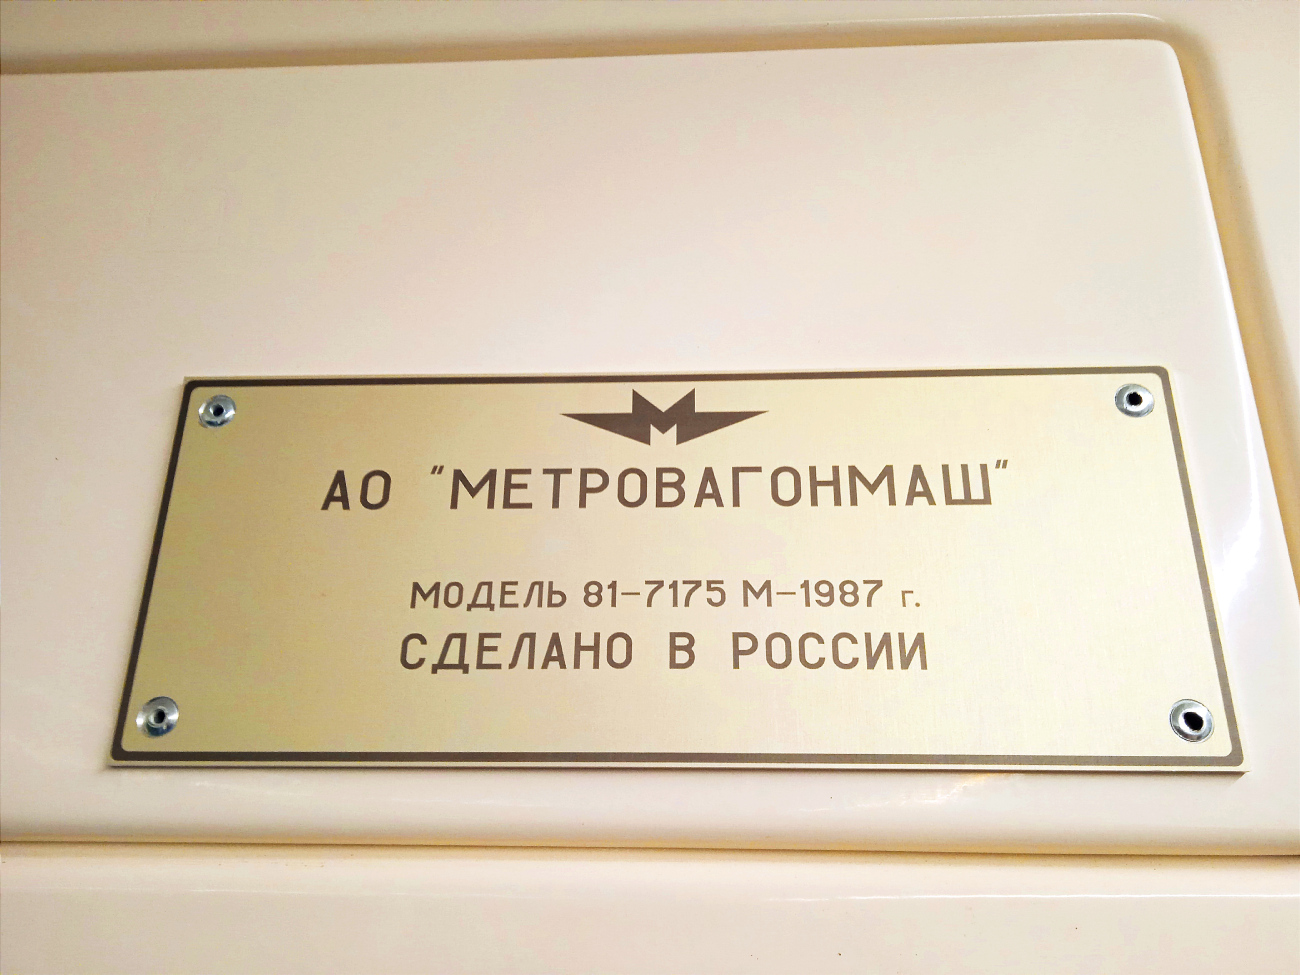 АО "МЕТРОВАГОНМАШ"
МОДЕЛЬ 81-7175 М-1987 г.
СДЕЛАНО В РОССИИ